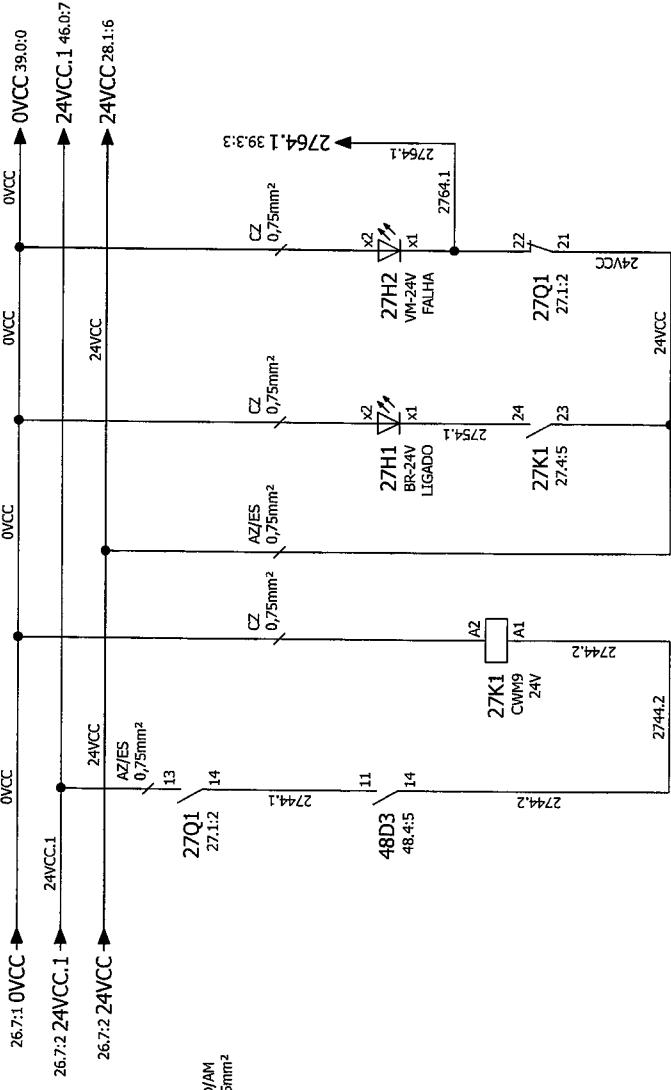 0VCC 39.0:0
24VCC.1 46.0:7
24VCC 28.1:6
0VCC
0VCC
0VCC
0VCC
24VCC
24VCC
24VCC.1
26.7:1 0VCC
26.7:2 24VCC.1
26.7:2 24VCC
2764.1 39.3:3
2764.1
2764.1
CZ
0,75mm²
x2
x1
27H2
VM-24V
FALHA
22
21
27Q1
27.1:2
24VCC
24VCC
CZ
0,75mm²
x2
x1
27H1
BR-24V
LIGADO
2754.1
24
23
27K1
27.4:5
AZ/ES
0,75mm²
CZ
0,75mm²
A2
A1
27K1
CWM9
24V
2744.2
2744.2
AZ/ES
0,75mm²
13
14
27Q1
27.1:2
2744.1
11
14
48D3
48.4:5
2744.2
/AM
mm²